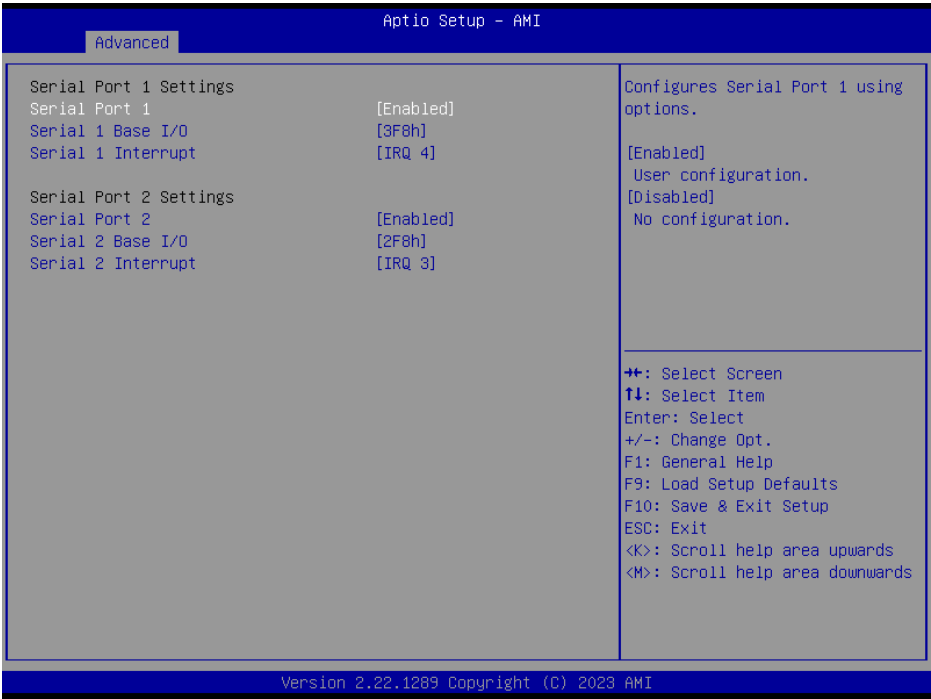 Aptio Setup – AMI
Advanced
Serial Port 1 Settings
Serial Port 1 [Enabled]
Serial 1 Base I/O [3F8h]
Serial 1 Interrupt [IRQ 4]
Serial Port 2 Settings
Serial Port 2 [Enabled]
Serial 2 Base I/O [2F8h]
Serial 2 Interrupt [IRQ 3]
Configures Serial Port 1 using
options.
[Enabled]
User configuration.
[Disabled]
No configuration.
→←: Select Screen
↑↓: Select Item
Enter: Select
+/-: Change Opt.
F1: General Help
F9: Load Setup Defaults
F10: Save & Exit Setup
ESC: Exit
<K>: Scroll help area upwards
<M>: Scroll help area downwards
Version 2.22.1289 Copyright (C) 2023 AMI